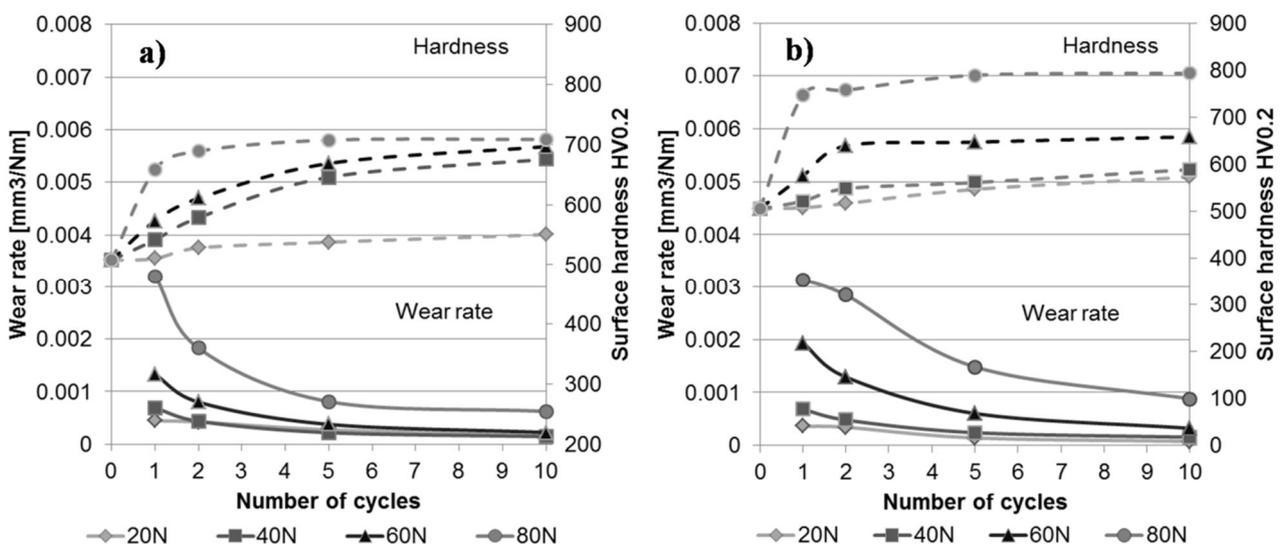 a)
Hardness
Wear rate
0.008
0.007
0.006
0.005
0.004
0.003
0.002
0.001
0
Wear rate [mm3/Nm]
900
800
700
600
500
400
300
200
Surface hardness HV0.2
0 1 2 3 4 5 6 7 8 9 10
Number of cycles
20N 40N 60N 80N
b)
Hardness
Wear rate
0.008
0.007
0.006
0.005
0.004
0.003
0.002
0.001
0
Wear rate [mm3/Nm]
900
800
700
600
500
400
300
200
100
0
Surface hardness HV0.2
0 1 2 3 4 5 6 7 8 9 10
Number of cycles
20N 40N 60N 80N